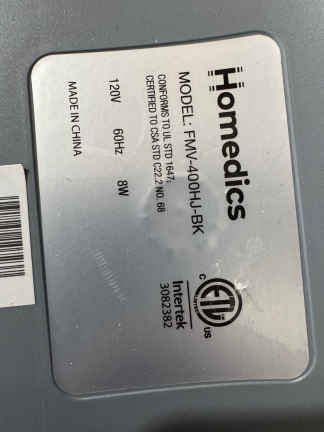 Homedics
MODEL: FMV-400HJ-BK
CONFORMS TO UL STD 1647;
CERTIFIED TO CSA STD C22.2 NO. 68
120V 60Hz 8W
MADE IN CHINA
ETL
C US
Intertek
3082382